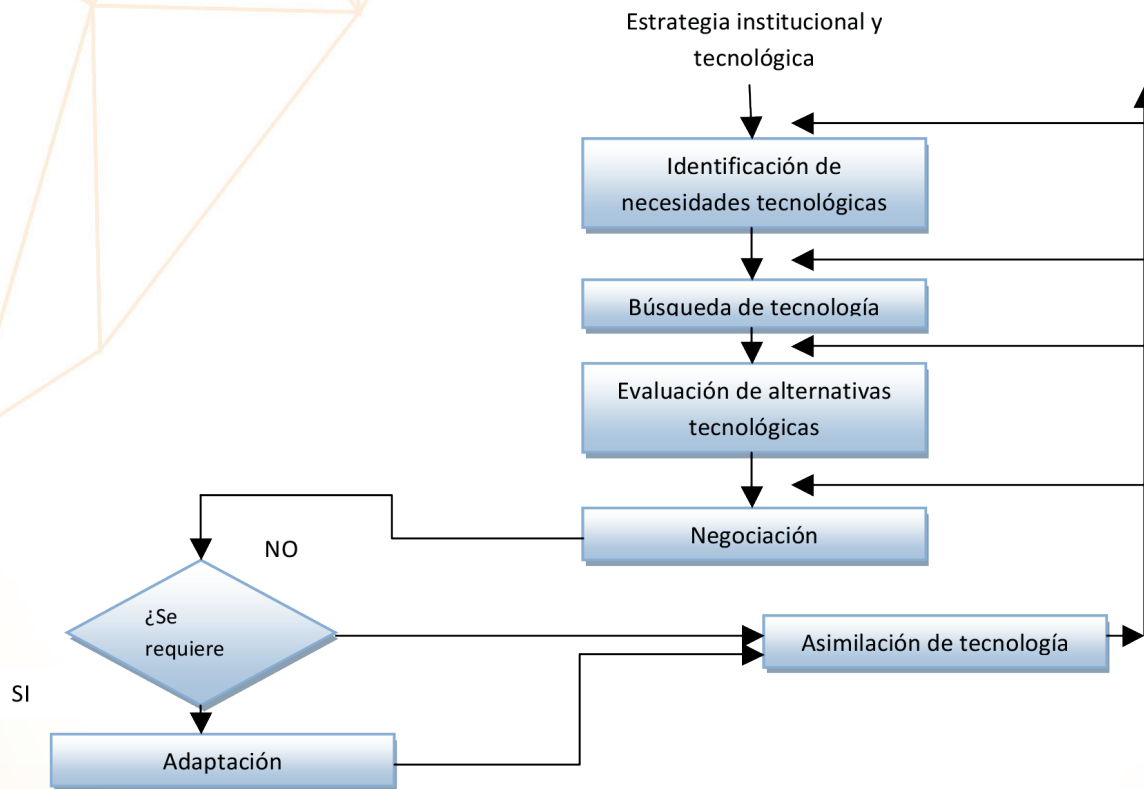 Estrategia institucional y
tecnológica
Identificación de
necesidades tecnológicas
Búsqueda de tecnología
Evaluación de alternativas
tecnológicas
Negociación
NO
¿Se
requiere
Asimilación de tecnología
SI
Adaptación